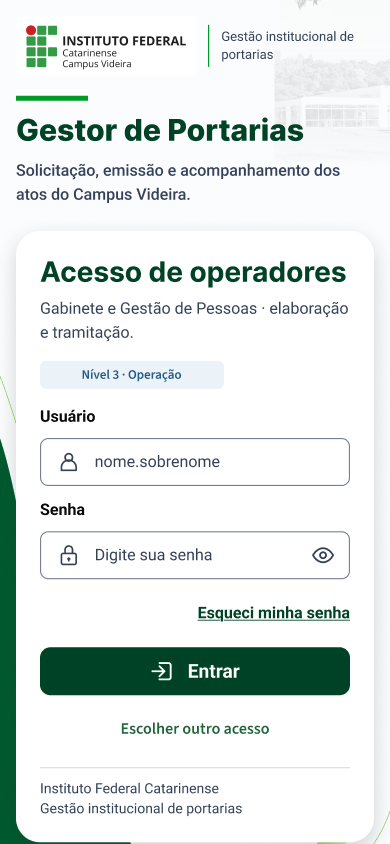 INSTITUTO FEDERAL
Catarinense
Campus Videira
Gestão institucional de
portarias
Gestor de Portarias
Solicitação, emissão e acompanhamento dos
atos do Campus Videira.
Acesso de operadores
Gabinete e Gestão de Pessoas · elaboração
e tramitação.
Nível 3 · Operação
Usuário
nome.sobrenome
Senha
Digite sua senha
Esqueci minha senha
Entrar
Escolher outro acesso
Instituto Federal Catarinense
Gestão institucional de portarias